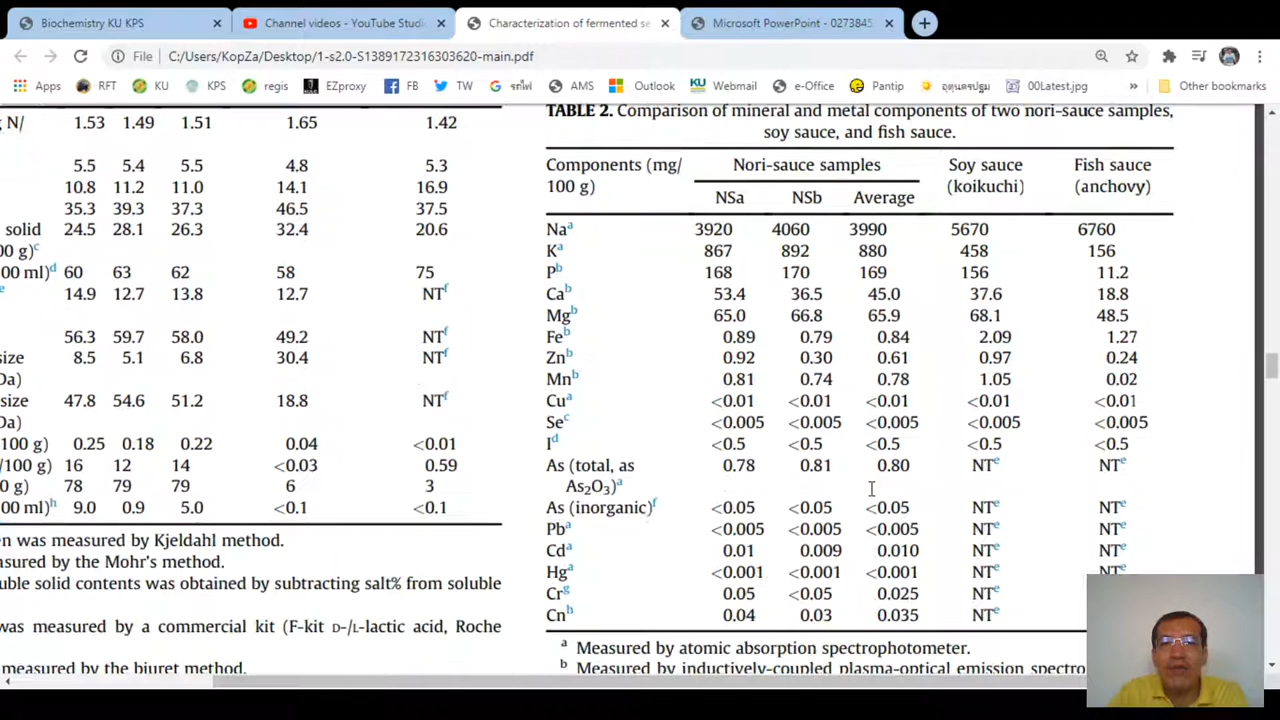 Biochemistry KU KPS
Channel videos - YouTube Studi
Characterization of fermented se
Microsoft PowerPoint - 0273845
File
C:/Users/KopZa/Desktop/1-s2.0-S1389172316303620-main.pdf
Apps RFT KU KPS regis EZproxy FB TW รถไฟ AMS Outlook KU Webmail e-Office Pantip อุตุนครปฐม 00Latest.jpg » Other bookmarks
g N/ 1.53 1.49 1.51 1.65 1.42
5.5 5.4 5.5 4.8 5.3
10.8 11.2 11.0 14.1 16.9
35.3 39.3 37.3 46.5 37.5
solid 24.5 28.1 26.3 32.4 20.6
00 g)c
00 ml)d 60 63 62 58 75
e 14.9 12.7 13.8 12.7 NTf
56.3 59.7 58.0 49.2 NTf
size 8.5 5.1 6.8 30.4 NTf
Da)
size 47.8 54.6 51.2 18.8 NTf
Da)
100 g) 0.25 0.18 0.22 0.04 <0.01
/100 g) 16 12 14 <0.03 0.59
0 g) 78 79 79 6 3
00 ml)h 9.0 0.9 5.0 <0.1 <0.1
en was measured by Kjeldahl method.
asured by the Mohr's method.
uble solid contents was obtained by subtracting salt% from soluble
was measured by a commercial kit (F-kit D-/L-lactic acid, Roche
measured by the biuret method.
TABLE 2. Comparison of mineral and metal components of two nori-sauce samples,
soy sauce, and fish sauce.
Components (mg/ Nori-sauce samples Soy sauce Fish sauce
100 g) NSa NSb Average (koikuchi) (anchovy)
Naa 3920 4060 3990 5670 6760
Ka 867 892 880 458 156
Pb 168 170 169 156 11.2
Cab 53.4 36.5 45.0 37.6 18.8
Mgb 65.0 66.8 65.9 68.1 48.5
Feb 0.89 0.79 0.84 2.09 1.27
Znb 0.92 0.30 0.61 0.97 0.24
Mnb 0.81 0.74 0.78 1.05 0.02
Cua <0.01 <0.01 <0.01 <0.01 <0.01
Sec <0.005 <0.005 <0.005 <0.005 <0.005
Id <0.5 <0.5 <0.5 <0.5 <0.5
As (total, as 0.78 0.81 0.80 NTe NTe
As2O3)a
As (inorganic)f <0.05 <0.05 <0.05 NTe NTe
Pba <0.005 <0.005 <0.005 NTe NTe
Cda 0.01 0.009 0.010 NTe NTe
Hga <0.001 <0.001 <0.001 NTe NTe
Crg 0.05 <0.05 0.025 NTe
Cnh 0.04 0.03 0.035 NTe
a Measured by atomic absorption spectrophotometer.
b Measured by inductively-coupled plasma-optical emission spectro